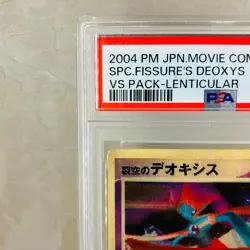 2004 PM JPN.MOVIE COM
SPC.FISSURE'S DEOXYS
VS PACK-LENTICULAR
PSA
裂空のデオキシス